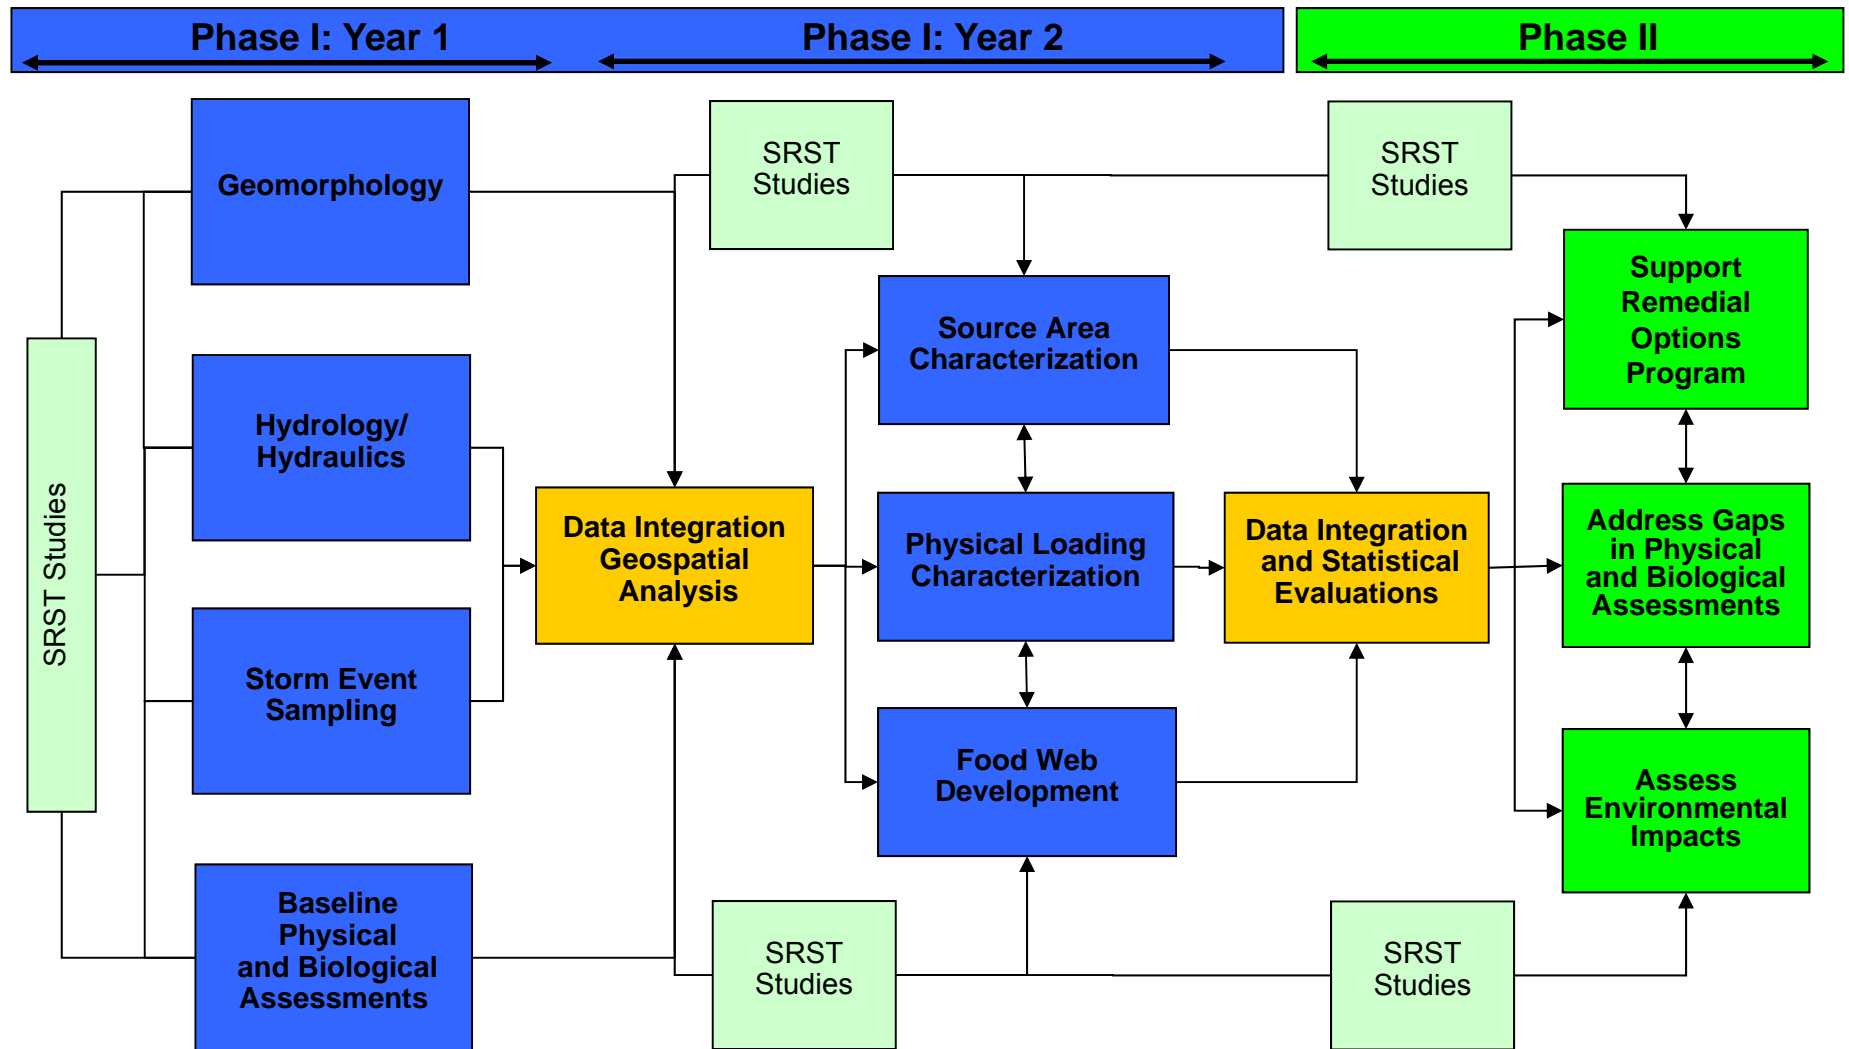 Phase I: Year 1
Phase I: Year 2
Phase II
SRST Studies
Geomorphology
Hydrology/
Hydraulics
Storm Event
Sampling
Baseline
Physical
and Biological
Assessments
Data Integration
Geospatial
Analysis
SRST
Studies
Source Area
Characterization
Physical Loading
Characterization
Food Web
Development
SRST
Studies
Data Integration
and Statistical
Evaluations
SRST
Studies
Support
Remedial
Options
Program
Address Gaps
in Physical
and Biological
Assessments
Assess
Environmental
Impacts
SRST
Studies